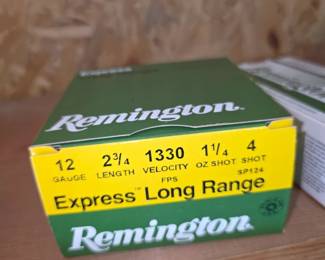 Express
Remington
12 2¾ 1330 1¼ 4
GAUGE LENGTH VELOCITY OZ SHOT SHOT
FPS SP124
Express™ Long Range
Remington